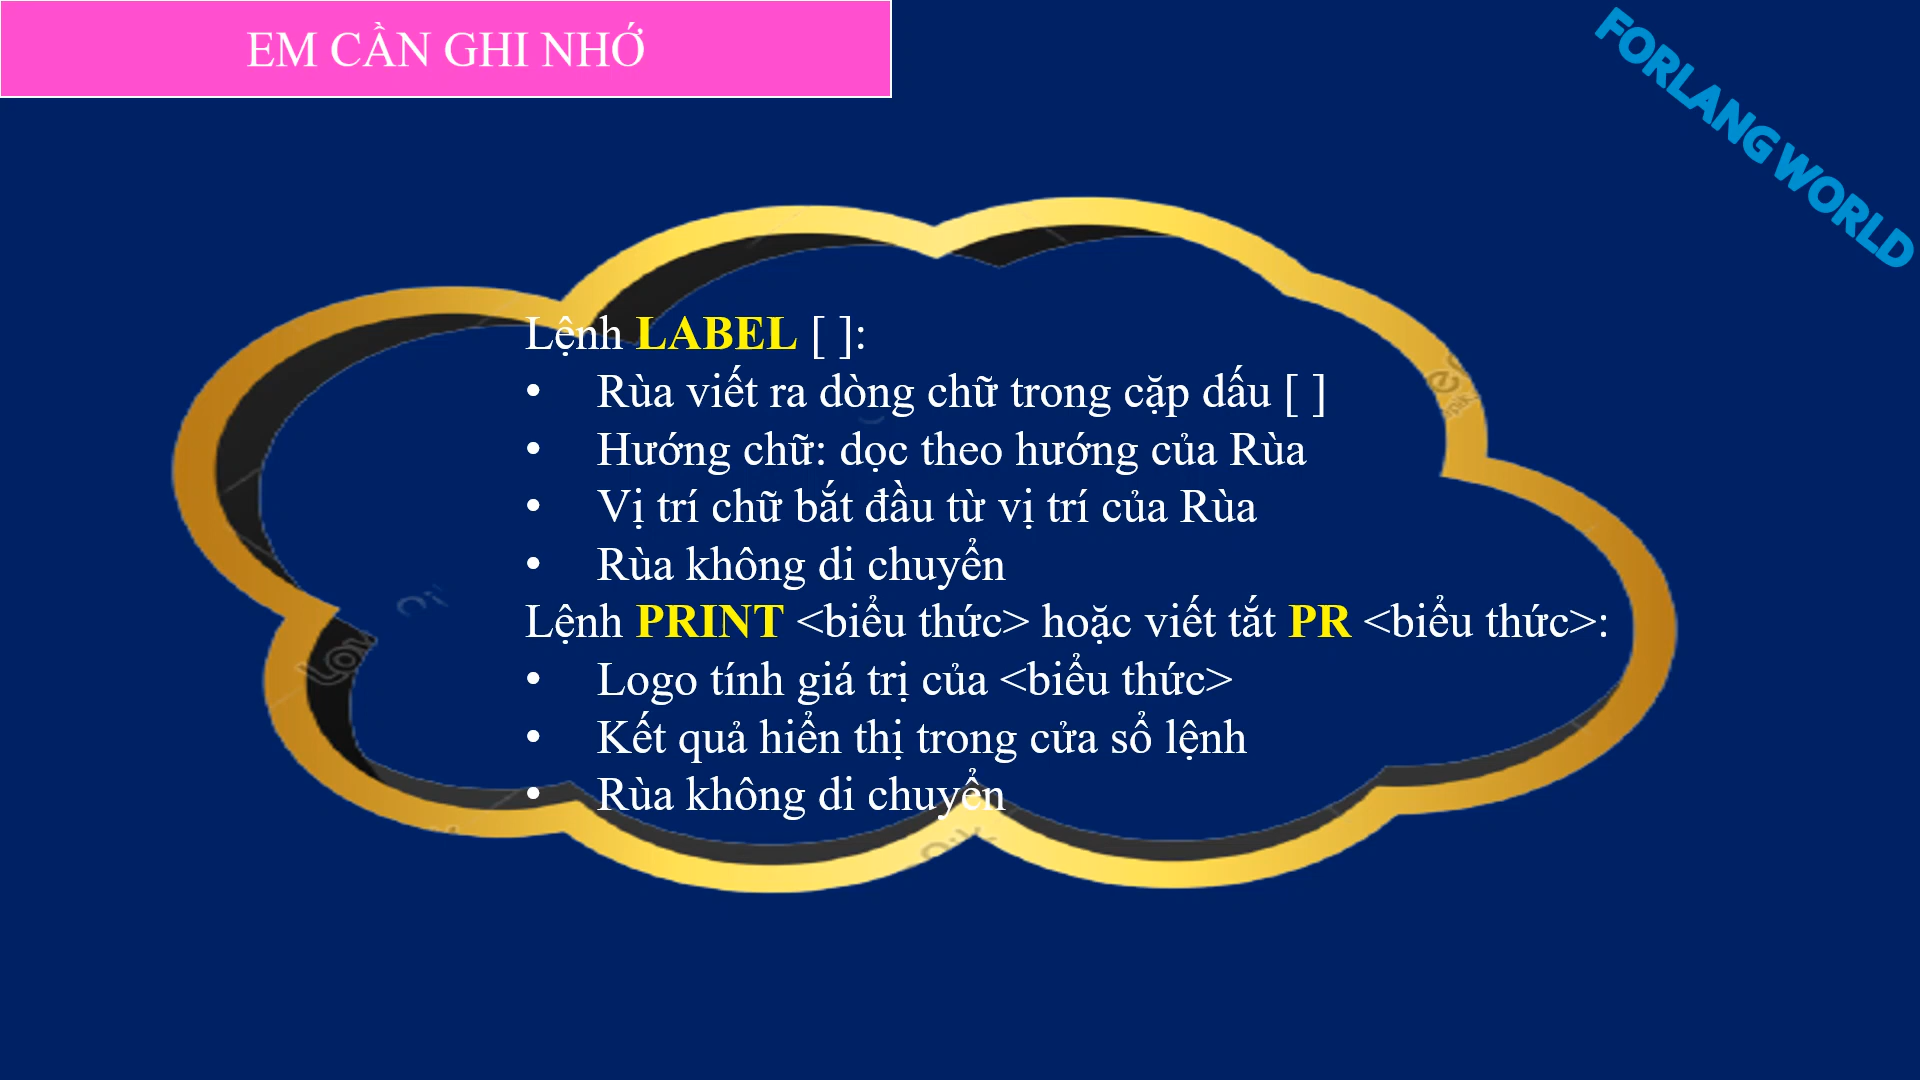 EM CẦN GHI NHỚ
FORLANG WORLD
Lệnh LABEL [ ]:
• Rùa viết ra dòng chữ trong cặp dấu [ ]
• Hướng chữ: dọc theo hướng của Rùa
• Vị trí chữ bắt đầu từ vị trí của Rùa
• Rùa không di chuyển
Lệnh PRINT <biểu thức> hoặc viết tắt PR <biểu thức>:
• Logo tính giá trị của <biểu thức>
• Kết quả hiển thị trong cửa sổ lệnh
• Rùa không di chuyển